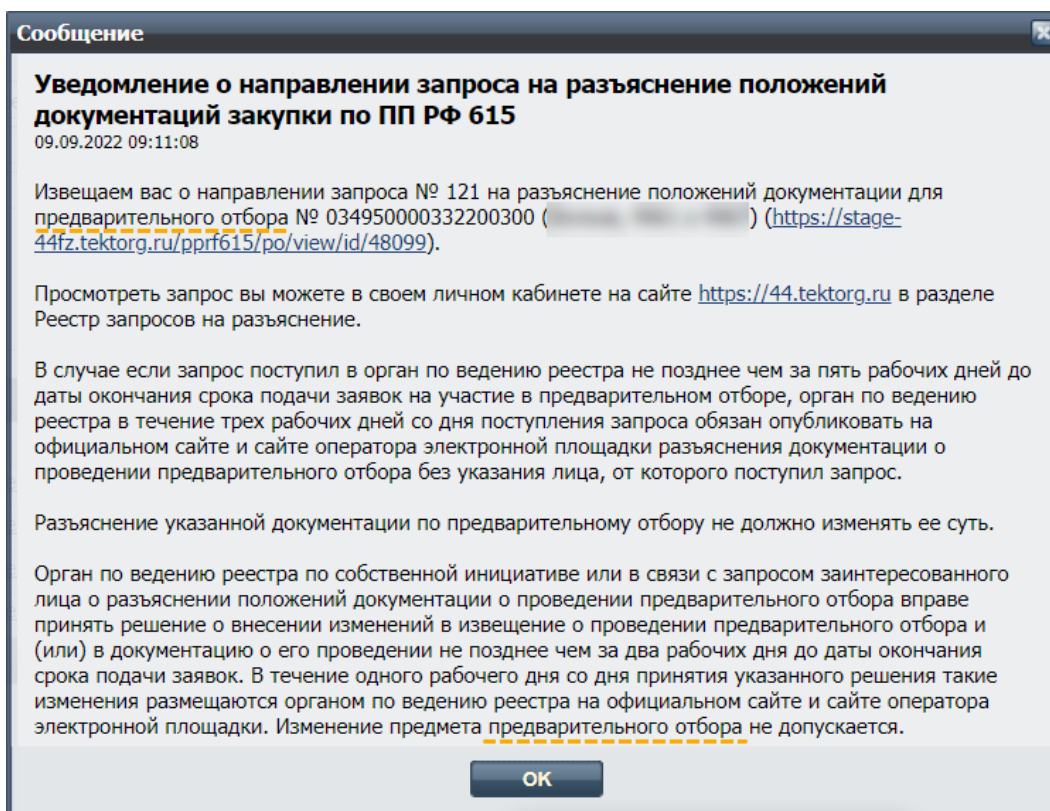 Сообщение
Уведомление о направлении запроса на разъяснение положений
документаций закупки по ПП РФ 615
09.09.2022 09:11:08
Извещаем вас о направлении запроса № 121 на разъяснение положений документации для
предварительного отбора № 034950000332200300 ( ) (https://stage-
44fz.tektorg.ru/pprf615/po/view/id/48099).
Просмотреть запрос вы можете в своем личном кабинете на сайте https://44.tektorg.ru в разделе
Реестр запросов на разъяснение.
В случае если запрос поступил в орган по ведению реестра не позднее чем за пять рабочих дней до
даты окончания срока подачи заявок на участие в предварительном отборе, орган по ведению
реестра в течение трех рабочих дней со дня поступления запроса обязан опубликовать на
официальном сайте и сайте оператора электронной площадки разъяснения документации о
проведении предварительного отбора без указания лица, от которого поступил запрос.
Разъяснение указанной документации по предварительному отбору не должно изменять ее суть.
Орган по ведению реестра по собственной инициативе или в связи с запросом заинтересованного
лица о разъяснении положений документации о проведении предварительного отбора вправе
принять решение о внесении изменений в извещение о проведении предварительного отбора и
(или) в документацию о его проведении не позднее чем за два рабочих дня до даты окончания
срока подачи заявок. В течение одного рабочего дня со дня принятия указанного решения такие
изменения размещаются органом по ведению реестра на официальном сайте и сайте оператора
электронной площадки. Изменение предмета предварительного отбора не допускается.
ОК